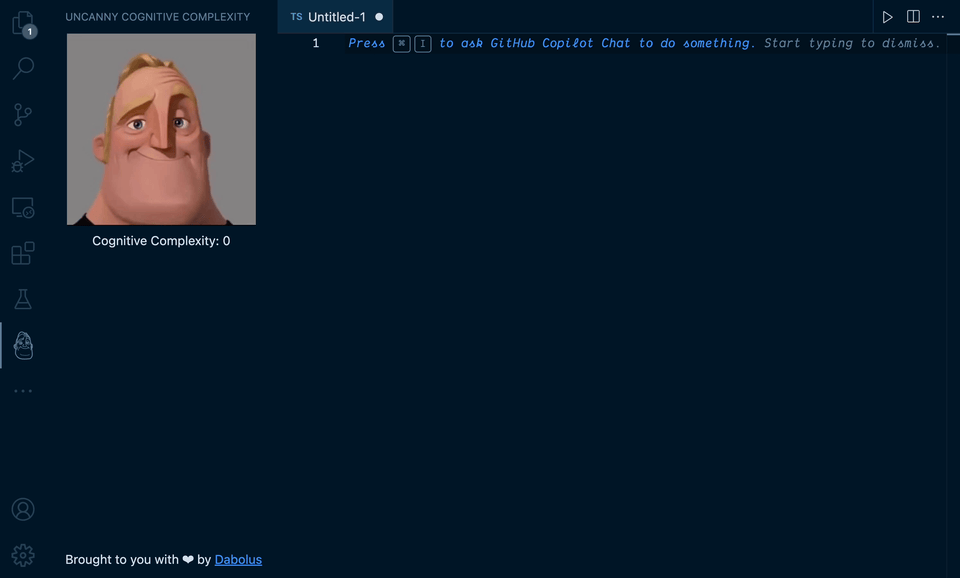 UNCANNY COGNITIVE COMPLEXITY
TS Untitled-1
1
1 Press ⌘ I to ask GitHub Copilot Chat to do something. Start typing to dismiss.
Cognitive Complexity: 0
Brought to you with ❤ by Dabolus